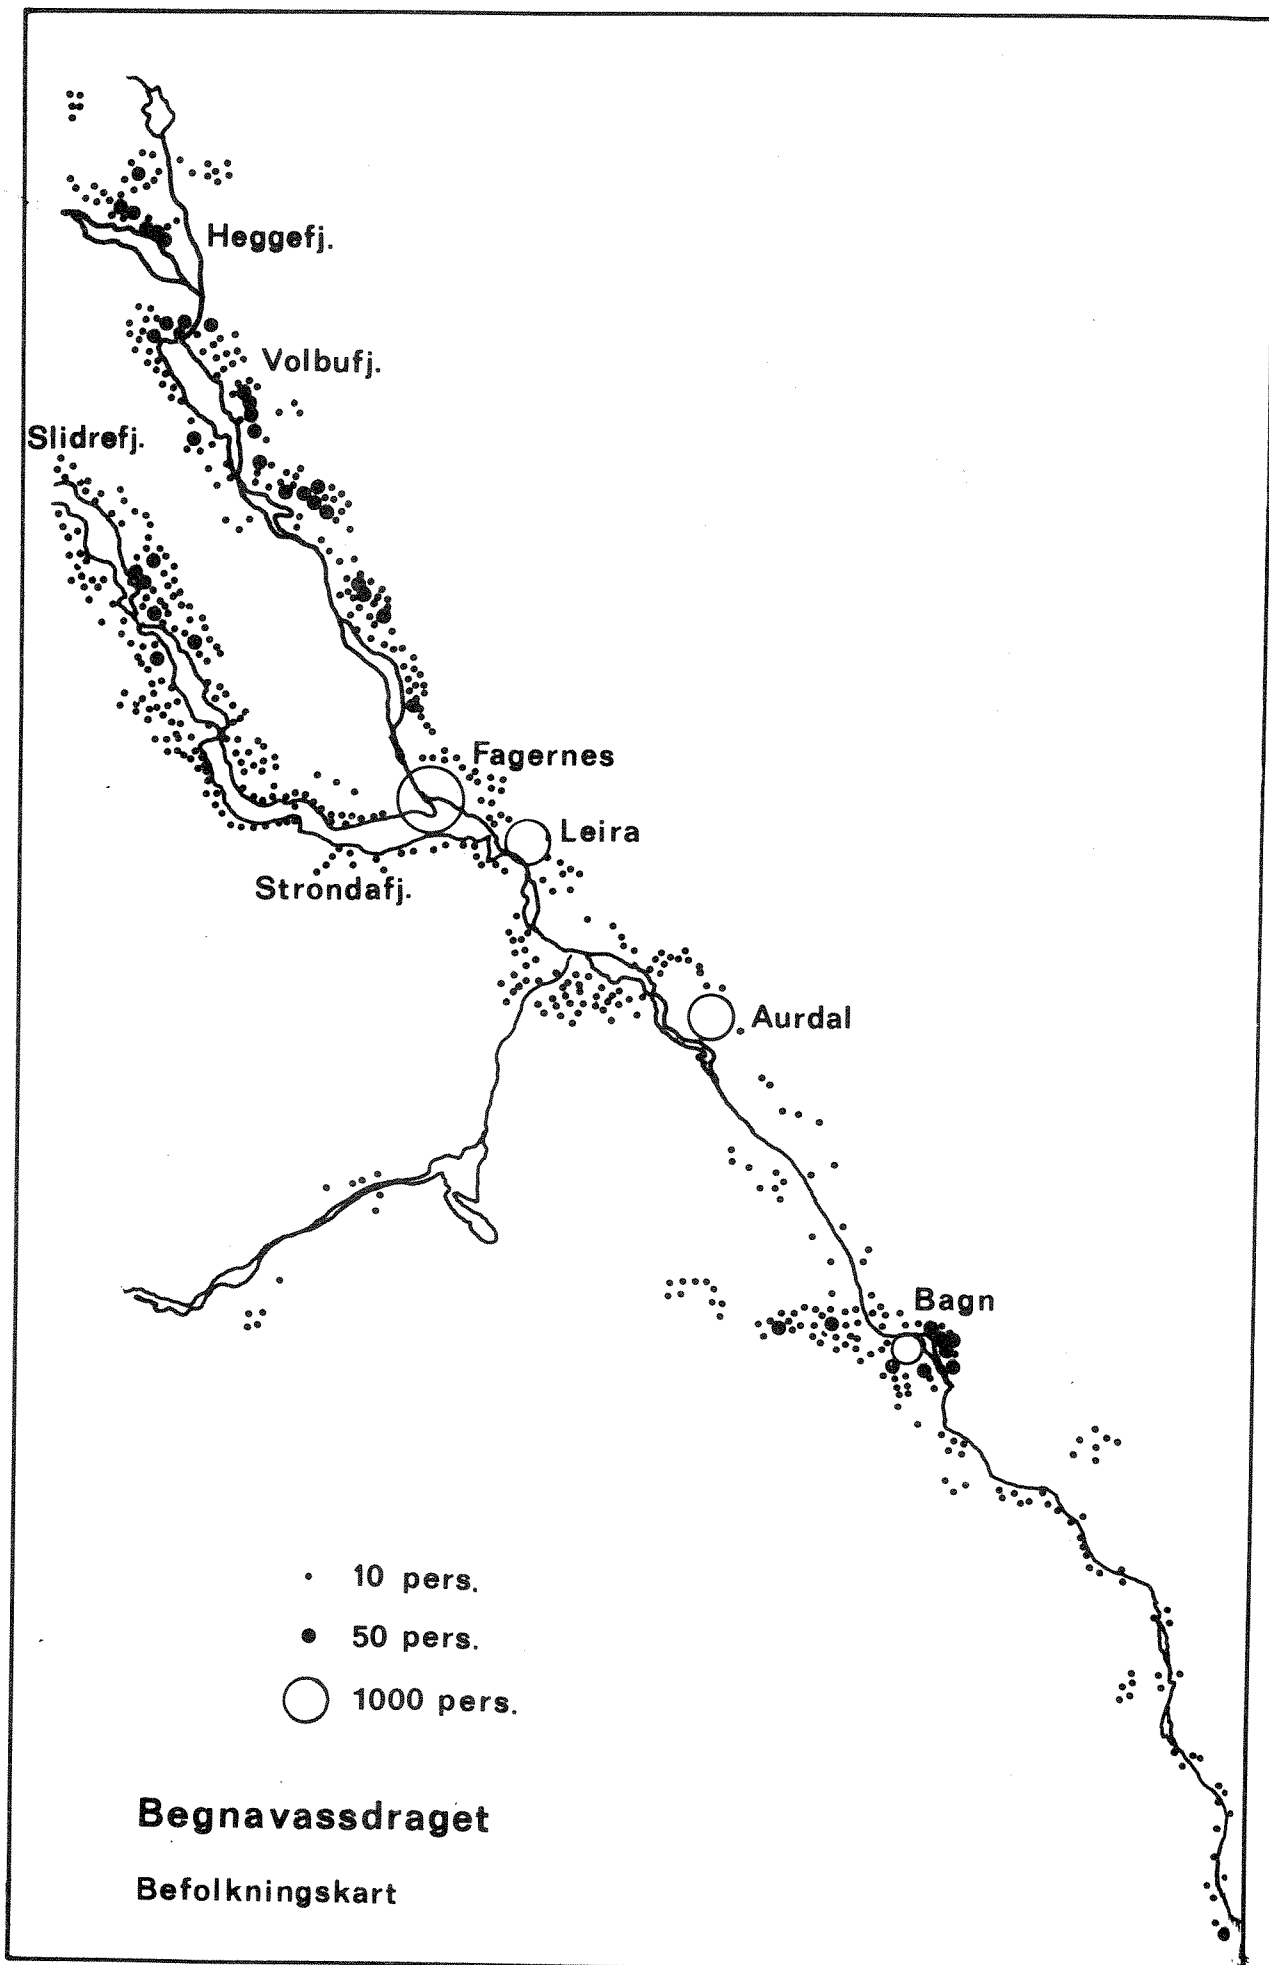 Heggefj.
Volbufj.
Slidrefj.
Fagernes
Leira
Strondafj.
Aurdal
Bagn
10 pers.
50 pers.
1000 pers.
Begnavassdraget
Befolkningskart